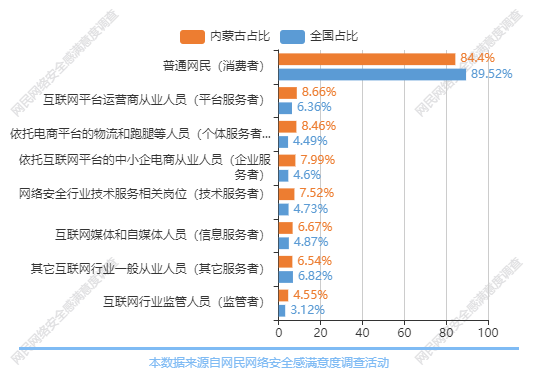 内蒙古占比 全国占比
普通网民（消费者） 84.4%
89.52%
互联网平台运营商从业人员（平台服务者） 8.66%
6.36%
依托电商平台的物流和跑腿等人员（个体服务者... 8.46%
4.49%
依托互联网平台的中小企电商从业人员（企业服
务者） 7.99%
4.6%
网络安全行业技术服务相关岗位（技术服务者） 7.52%
4.73%
互联网媒体和自媒体人员（信息服务者） 6.67%
4.87%
其它互联网行业一般从业人员（其它服务者） 6.54%
6.82%
互联网行业监管人员（监管者） 4.55%
3.12%
0 20 40 60 80 100
本数据来源自网民网络安全感满意度调查活动
网民网络安全感满意度调查
网民网络安全感满意度调查
网民网络安全感满意度调查
网民网络安全感满意度调查